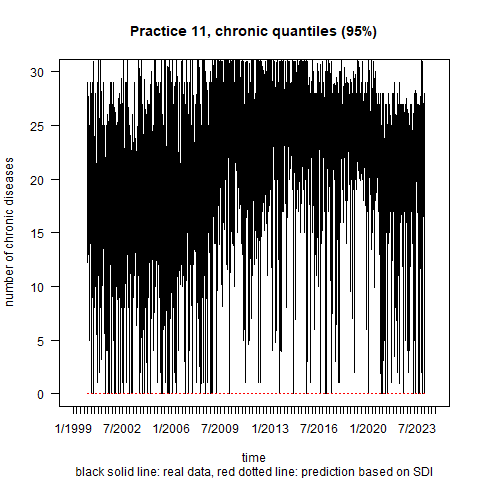 Practice 11, chronic quantiles (95%)
number of chronic diseases
30
25
20
15
10
5
0
1/1999 7/2002 1/2006 7/2009 1/2013 7/2016 1/2020 7/2023
time
black solid line: real data, red dotted line: prediction based on SDI